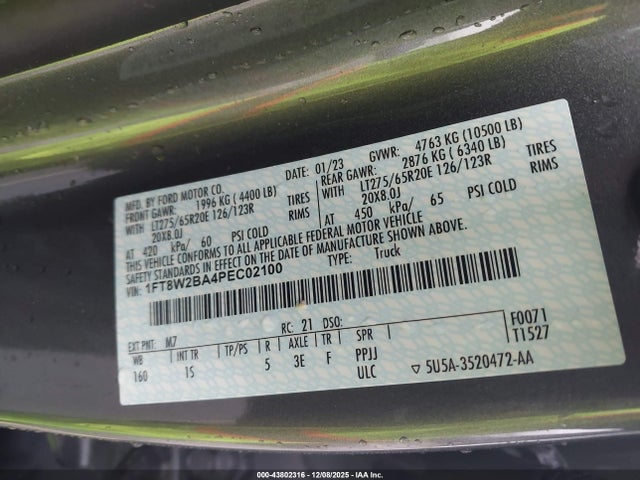 MFD. BY FORD MOTOR CO.
DATE: 01/23 GVWR: 4763 KG (10500 LB)
FRONT GAWR: 1996 KG (4400 LB) REAR GAWR: 2876 KG (6340 LB)
WITH LT275/65R20E 126/123R TIRES WITH LT275/65R20E 126/123R TIRES
20X8.0J RIMS 20X8.0J RIMS
AT 420 kPa/ 60 PSI COLD AT 450 kPa/ 65 PSI COLD
THIS VEHICLE CONFORMS TO ALL APPLICABLE FEDERAL MOTOR VEHICLE
SAFETY STANDARDS IN EFFECT ON THE DATE OF MANUFACTURE SHOWN ABOVE.
VIN: 1FT8W2BA4PEC02100 TYPE: Truck
EXT PNT: M7 RC: 21 DSO: F0071
WB INT TR TP/PS R AXLE TR SPR T1527
160 1S 5 3E F PPJJ
ULC ▽ 5U5A-3520472-AA
000-43802316 - 12/08/2025 - IAA Inc.